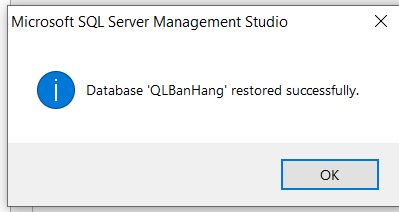 Microsoft SQL Server Management Studio
Database 'QLBanHang' restored successfully.
OK